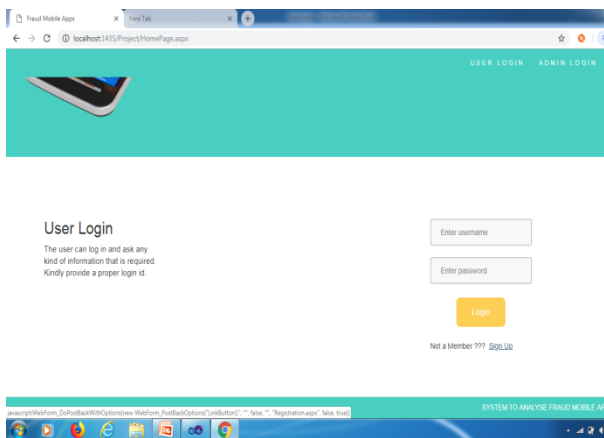 Fraud Mobile Apps
New Tab
localhost:1435/Project/HomePage.aspx
USER LOGIN ADMIN LOGIN
User Login
The user can log in and ask any
kind of information that is required.
Kindly provide a proper login id
Enter username
Enter password
Login
Not a Member ??? Sign Up
SYSTEM TO ANALYSE FRAUD MOBILE AP
javascript:WebForm_DoPostBackWithOptions(new WebForm_PostBackOptions("LinkButton1", "", false, "", "Registration.aspx", false, true))